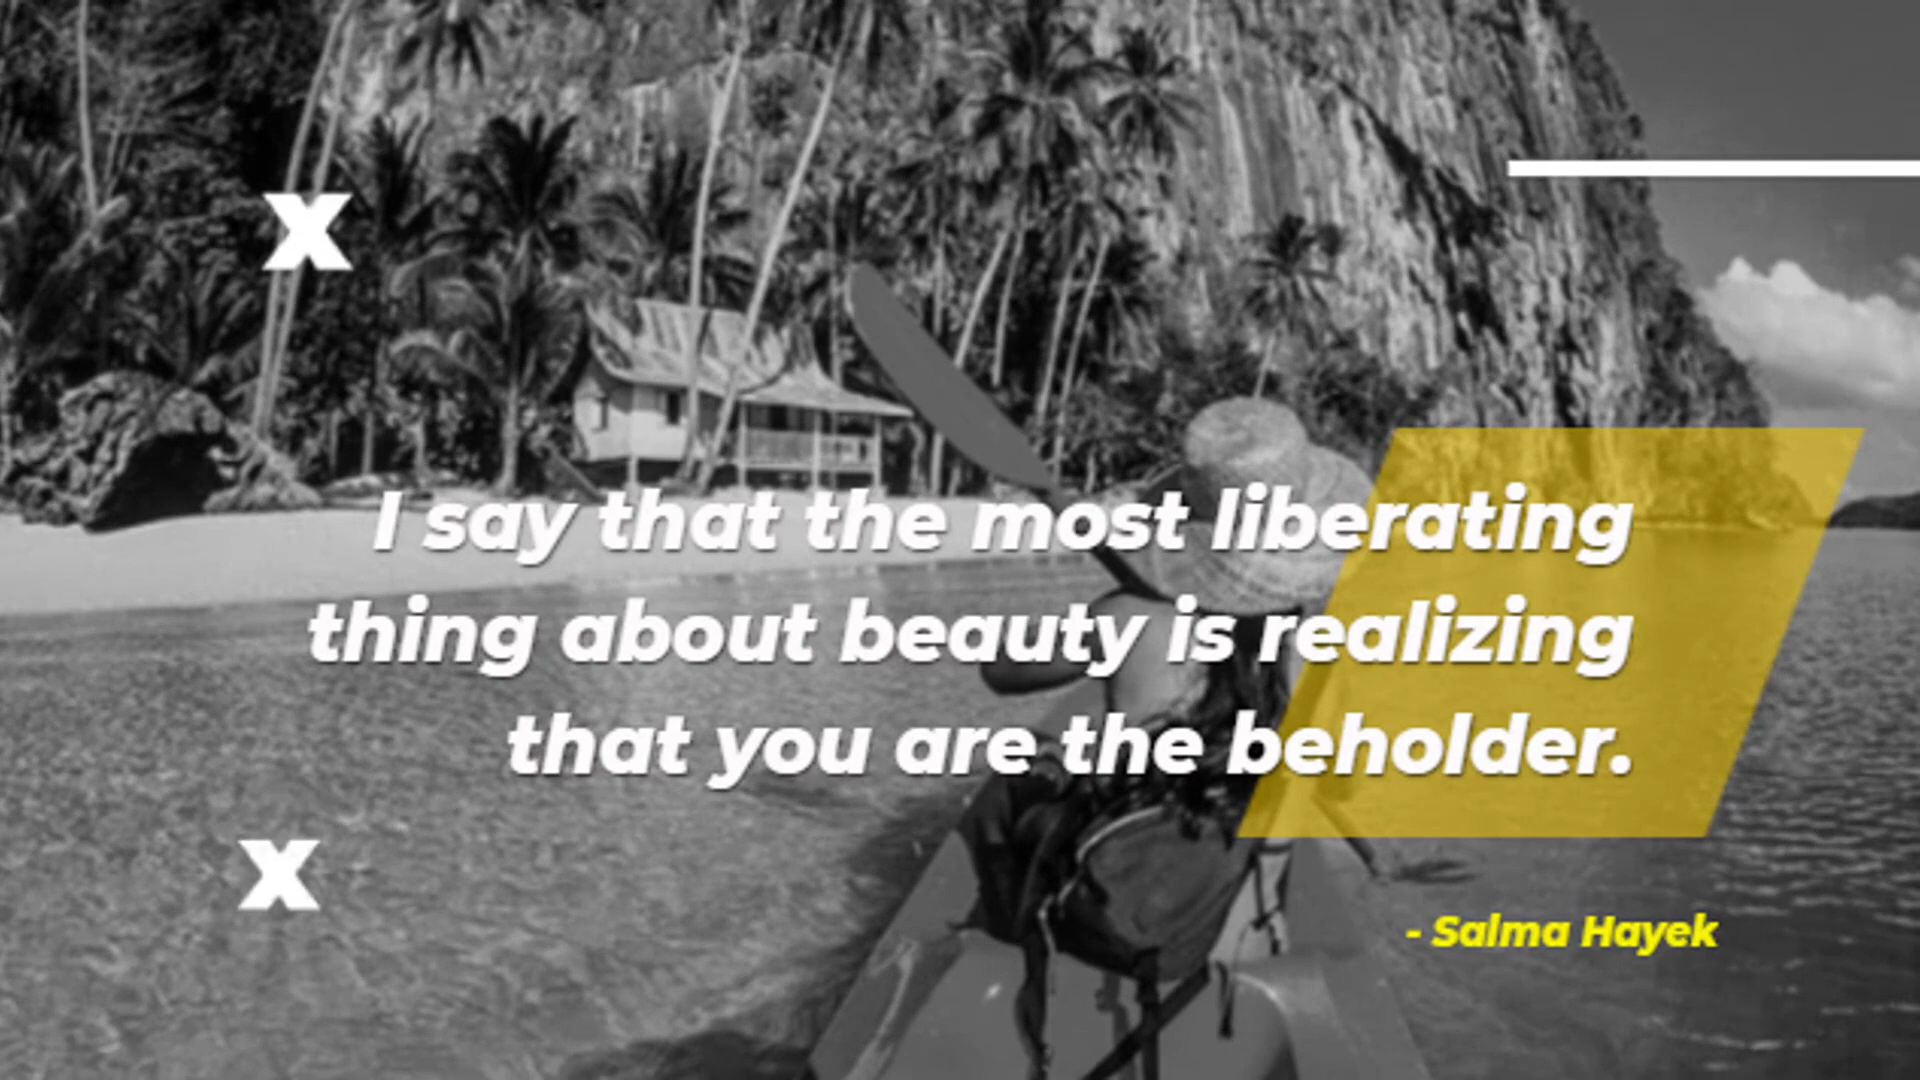 x
I say that the most liberating
thing about beauty is realizing
that you are the beholder.
x
- Salma Hayek